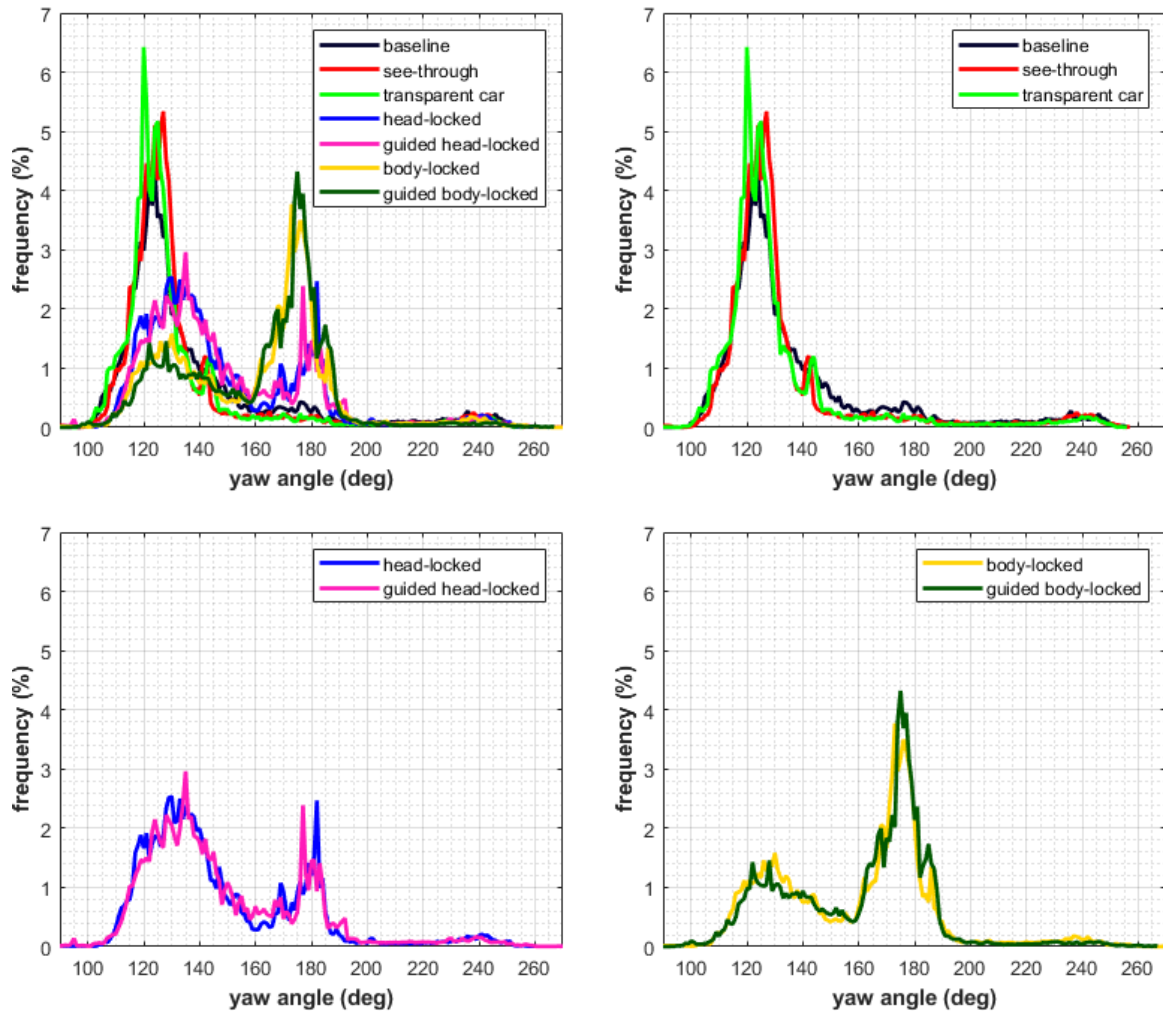 7
6
5
4
3
2
1
0
frequency (%)
baseline
see-through
transparent car
head-locked
guided head-locked
body-locked
guided body-locked
100 120 140 160 180 200 220 240 260
yaw angle (deg)
7
6
5
4
3
2
1
0
frequency (%)
baseline
see-through
transparent car
100 120 140 160 180 200 220 240 260
yaw angle (deg)
7
6
5
4
3
2
1
0
frequency (%)
head-locked
guided head-locked
100 120 140 160 180 200 220 240 260
yaw angle (deg)
7
6
5
4
3
2
1
0
frequency (%)
body-locked
guided body-locked
100 120 140 160 180 200 220 240 260
yaw angle (deg)